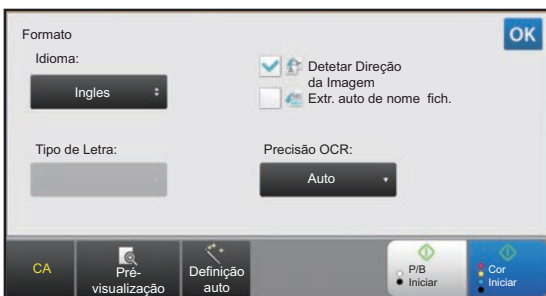 Formato
OK
Idioma:
Ingles
Detetar Direção
da Imagem
Extr. auto de nome fich.
Tipo de Letra:
Precisão OCR:
Auto
CA
Pré-
visualização
Definição
auto
P/B
Iniciar
Cor
Iniciar